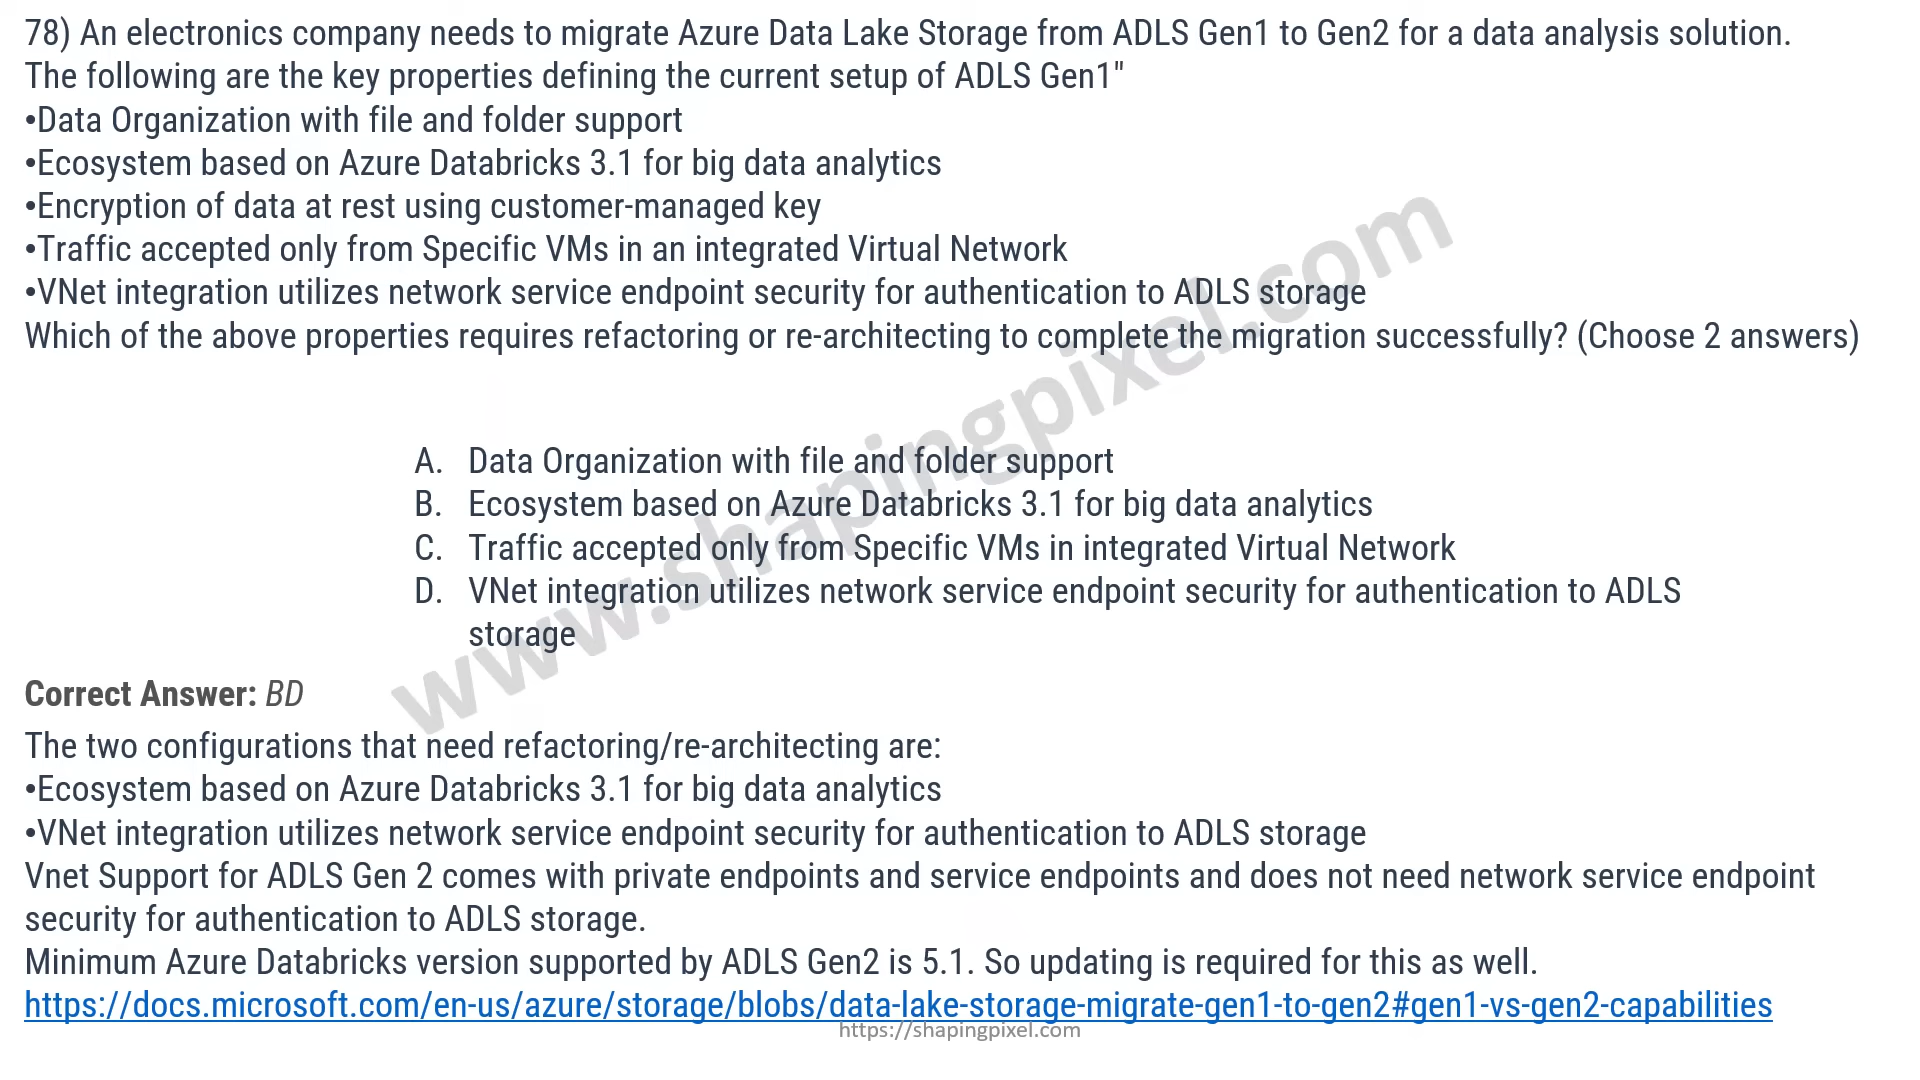 78) An electronics company needs to migrate Azure Data Lake Storage from ADLS Gen1 to Gen2 for a data analysis solution.
The following are the key properties defining the current setup of ADLS Gen1"
•Data Organization with file and folder support
•Ecosystem based on Azure Databricks 3.1 for big data analytics
•Encryption of data at rest using customer-managed key
•Traffic accepted only from Specific VMs in an integrated Virtual Network
•VNet integration utilizes network service endpoint security for authentication to ADLS storage
Which of the above properties requires refactoring or re-architecting to complete the migration successfully? (Choose 2 answers)
A. Data Organization with file and folder support
B. Ecosystem based on Azure Databricks 3.1 for big data analytics
C. Traffic accepted only from Specific VMs in integrated Virtual Network
D. VNet integration utilizes network service endpoint security for authentication to ADLS
storage
www.shapingpixel.com
Correct Answer: BD
The two configurations that need refactoring/re-architecting are:
•Ecosystem based on Azure Databricks 3.1 for big data analytics
•VNet integration utilizes network service endpoint security for authentication to ADLS storage
Vnet Support for ADLS Gen 2 comes with private endpoints and service endpoints and does not need network service endpoint
security for authentication to ADLS storage.
Minimum Azure Databricks version supported by ADLS Gen2 is 5.1. So updating is required for this as well.
https://docs.microsoft.com/en-us/azure/storage/blobs/data-lake-storage-migrate-gen1-to-gen2#gen1-vs-gen2-capabilities
https://shapingpixel.com